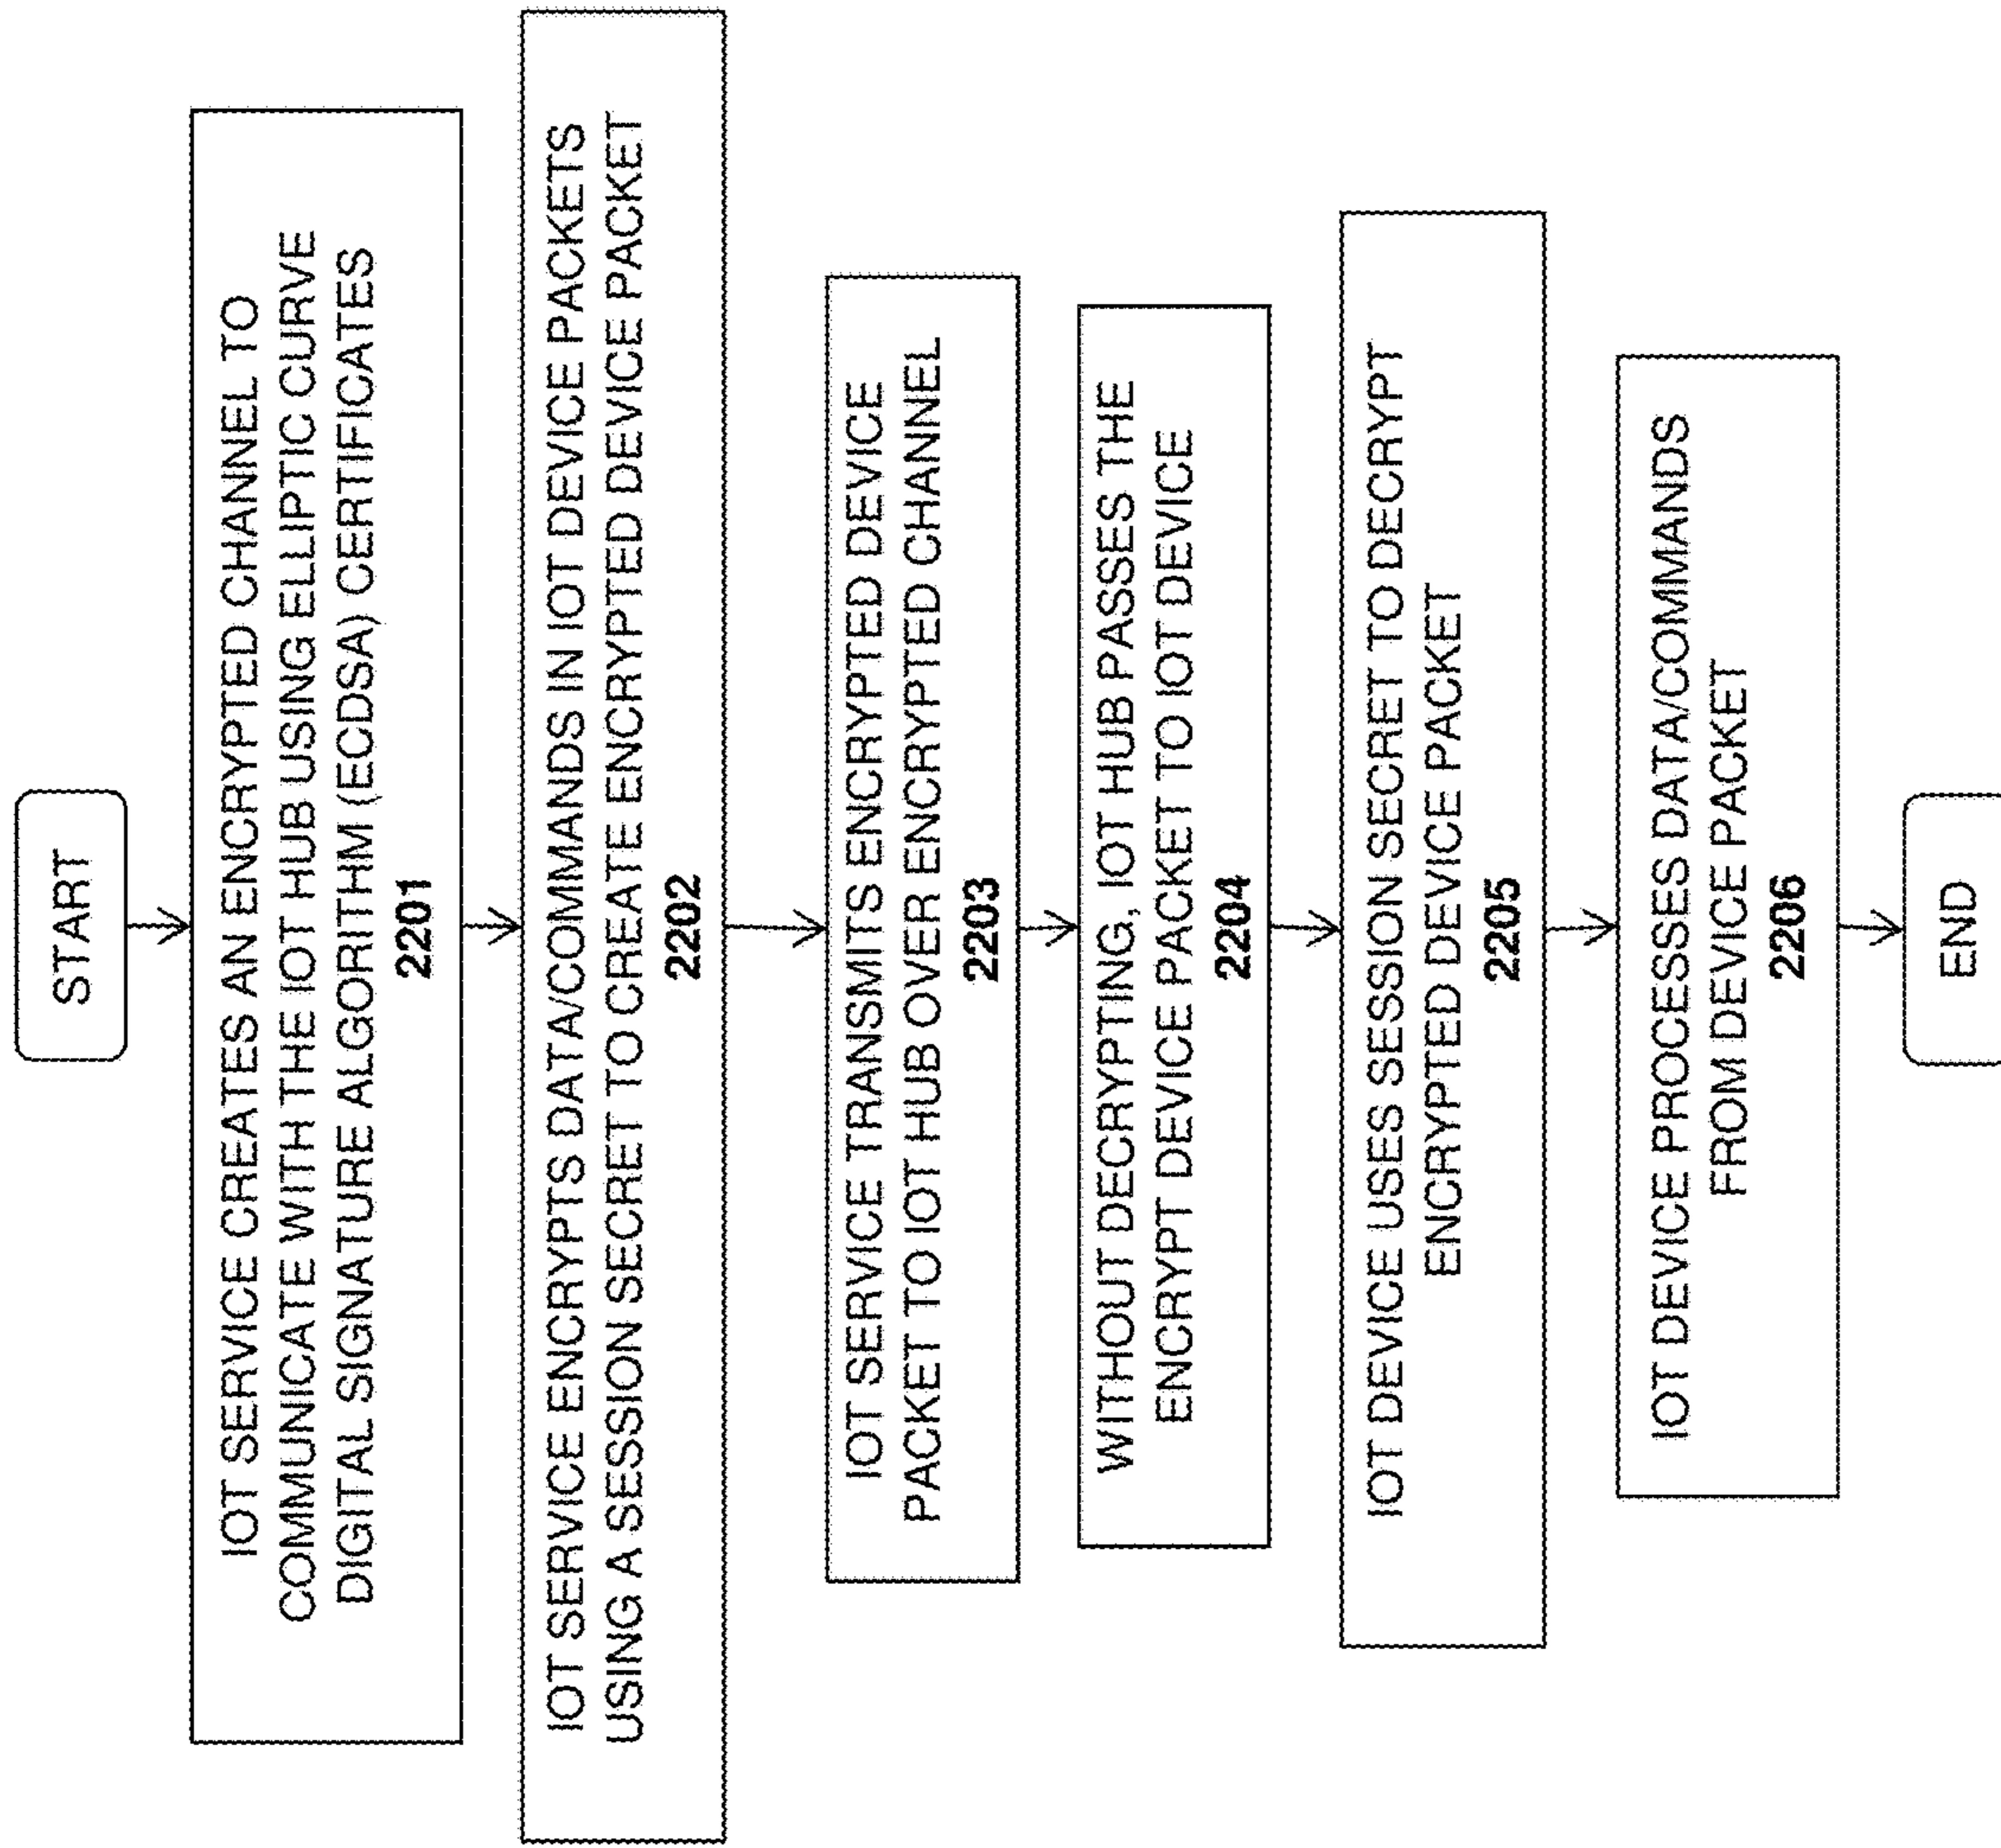 START
IOT SERVICE CREATES AN ENCRYPTED CHANNEL TO
COMMUNICATE WITH THE IOT HUB USING ELLIPTIC CURVE
DIGITAL SIGNATURE ALGORITHM (ECDSA) CERTIFICATES
2201
IOT SERVICE ENCRYPTS DATA/COMMANDS IN IOT DEVICE PACKETS
USING A SESSION SECRET TO CREATE ENCRYPTED DEVICE PACKET
2202
IOT SERVICE TRANSMITS ENCRYPTED DEVICE
PACKET TO IOT HUB OVER ENCRYPTED CHANNEL
2203
WITHOUT DECRYPTING, IOT HUB PASSES THE
ENCRYPT DEVICE PACKET TO IOT DEVICE
2204
IOT DEVICE USES SESSION SECRET TO DECRYPT
ENCRYPTED DEVICE PACKET
2205
IOT DEVICE PROCESSES DATA/COMMANDS
FROM DEVICE PACKET
2206
END